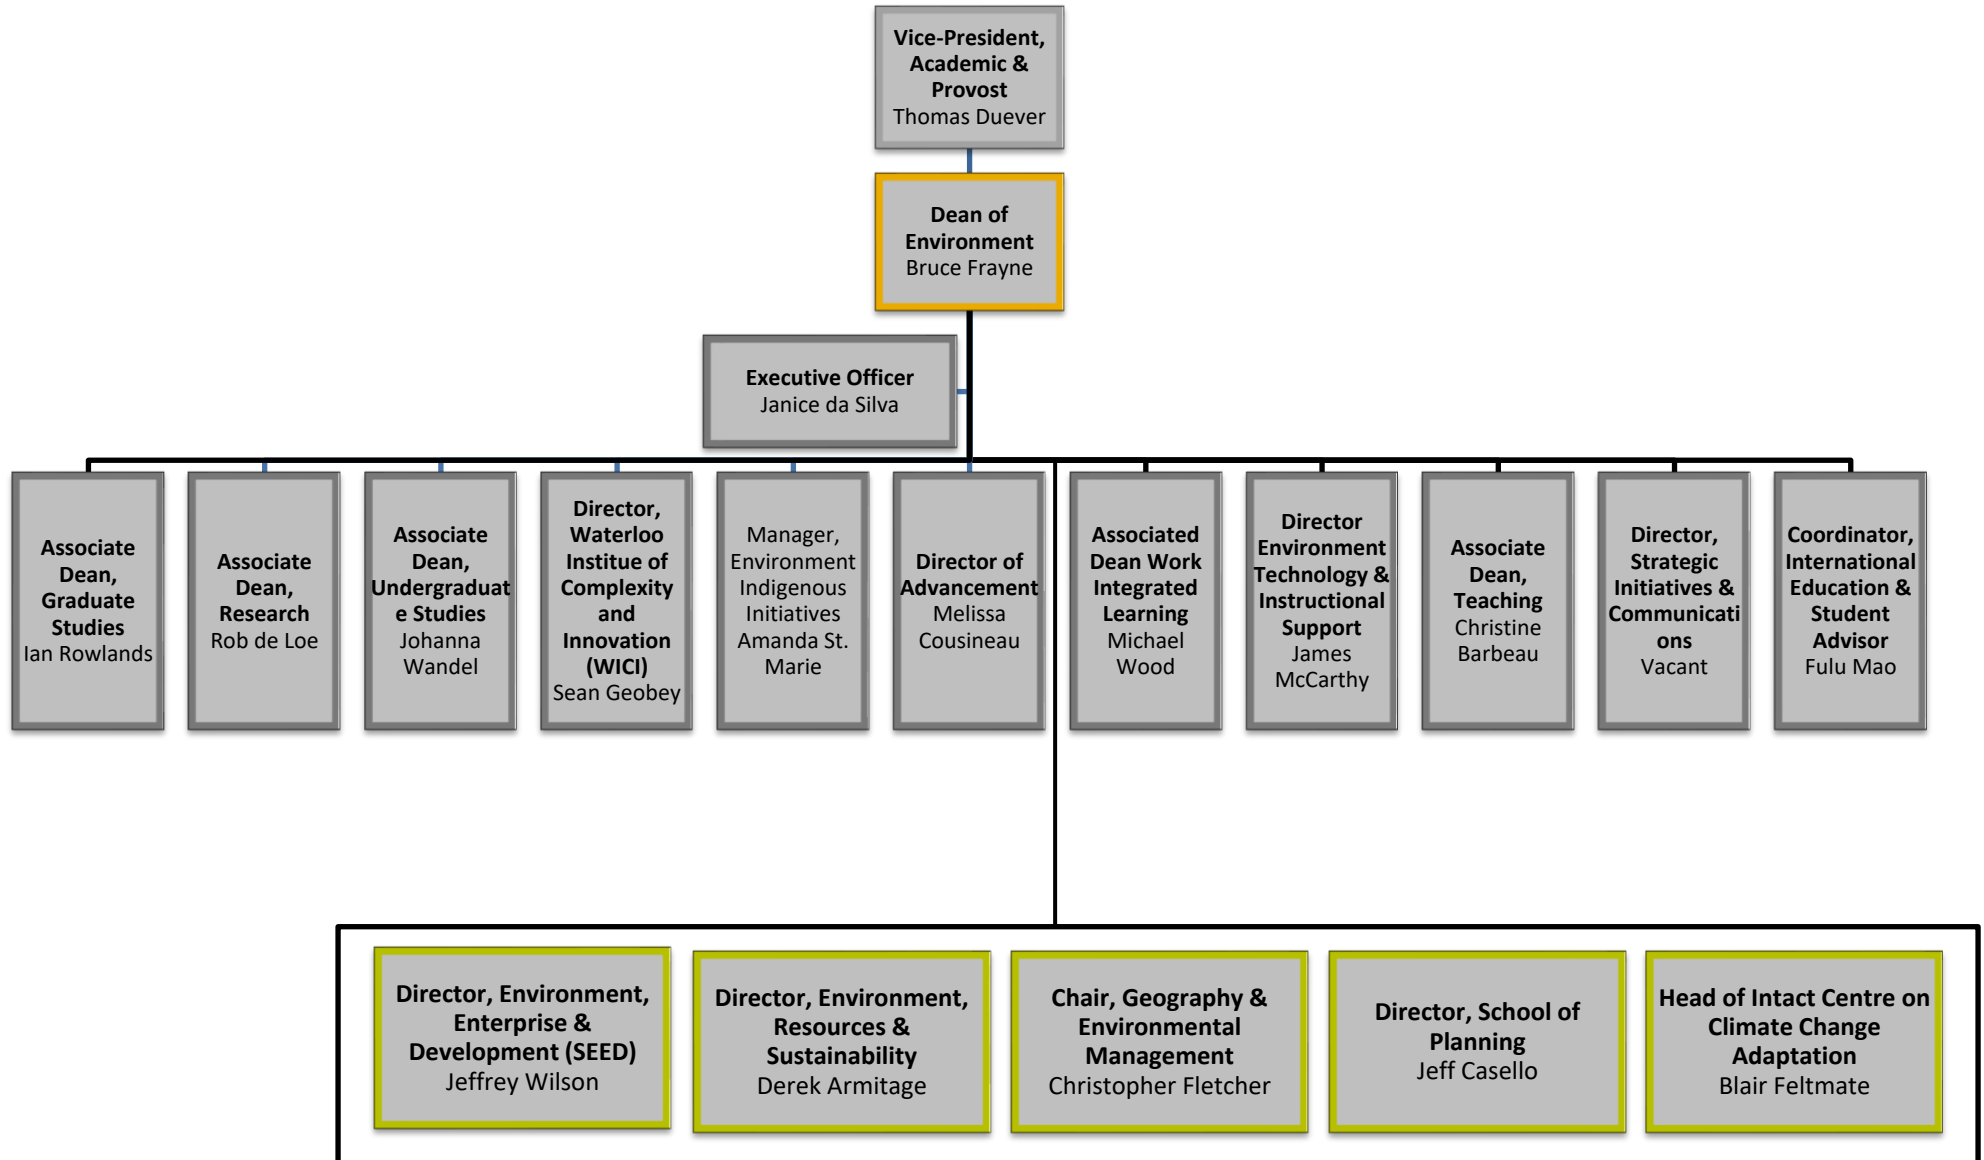 Vice-President,
Academic &
Provost
Thomas Duever
Dean of
Environment
Bruce Frayne
Executive Officer
Janice da Silva
Associate
Dean,
Graduate
Studies
Ian Rowlands
Associate
Dean,
Research
Rob de Loe
Associate
Dean,
Undergraduat
e Studies
Johanna
Wandel
Director,
Waterloo
Institue of
Complexity
and
Innovation
(WICI)
Sean Geobey
Manager,
Environment
Indigenous
Initiatives
Amanda St.
Marie
Director of
Advancement
Melissa
Cousineau
Associated
Dean Work
Integrated
Learning
Michael
Wood
Director
Environment
Technology &
Instructional
Support
James
McCarthy
Associate
Dean,
Teaching
Christine
Barbeau
Director,
Strategic
Initiatives &
Communicati
ons
Vacant
Coordinator,
International
Education &
Student
Advisor
Fulu Mao
Director, Environment,
Enterprise &
Development (SEED)
Jeffrey Wilson
Director, Environment,
Resources &
Sustainability
Derek Armitage
Chair, Geography &
Environmental
Management
Christopher Fletcher
Director, School of
Planning
Jeff Casello
Head of Intact Centre on
Climate Change
Adaptation
Blair Feltmate